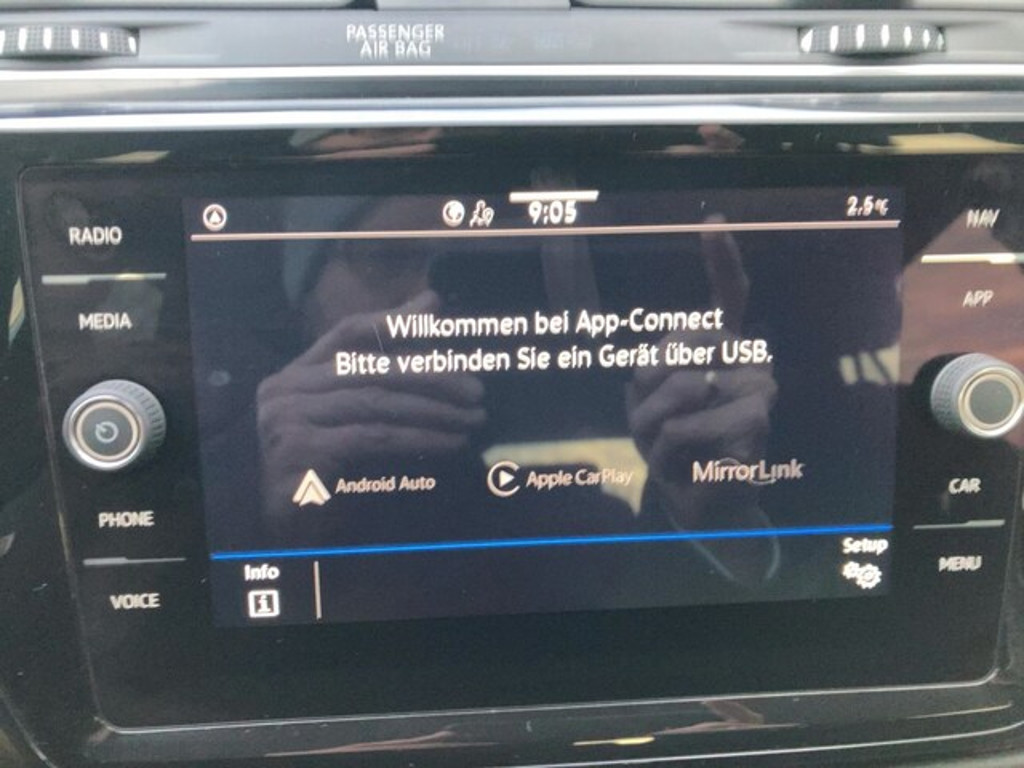 PASSENGER
AIR BAG
RADIO
MEDIA
PHONE
VOICE
9:05
2.5°C
Willkommen bei App-Connect
Bitte verbinden Sie ein Gerät über USB.
Android Auto
Apple CarPlay
MirrorLink
Info
Setup
NAV
APP
CAR
MENU